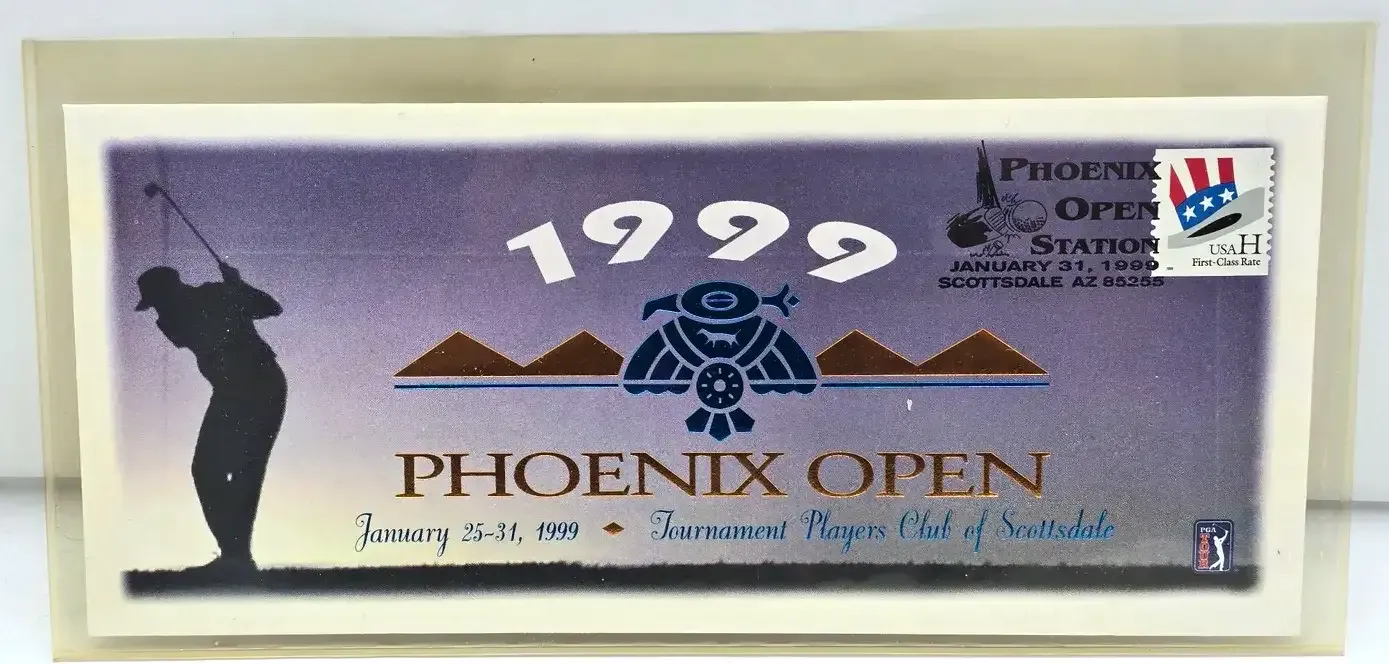 1999
PHOENIX
OPEN
STATION
JANUARY 31, 1999
SCOTTSDALE AZ 85255
USA H
First-Class Rate
PHOENIX OPEN
January 25-31, 1999 ◆ Tournament Players Club of Scottsdale
PGA
TOUR